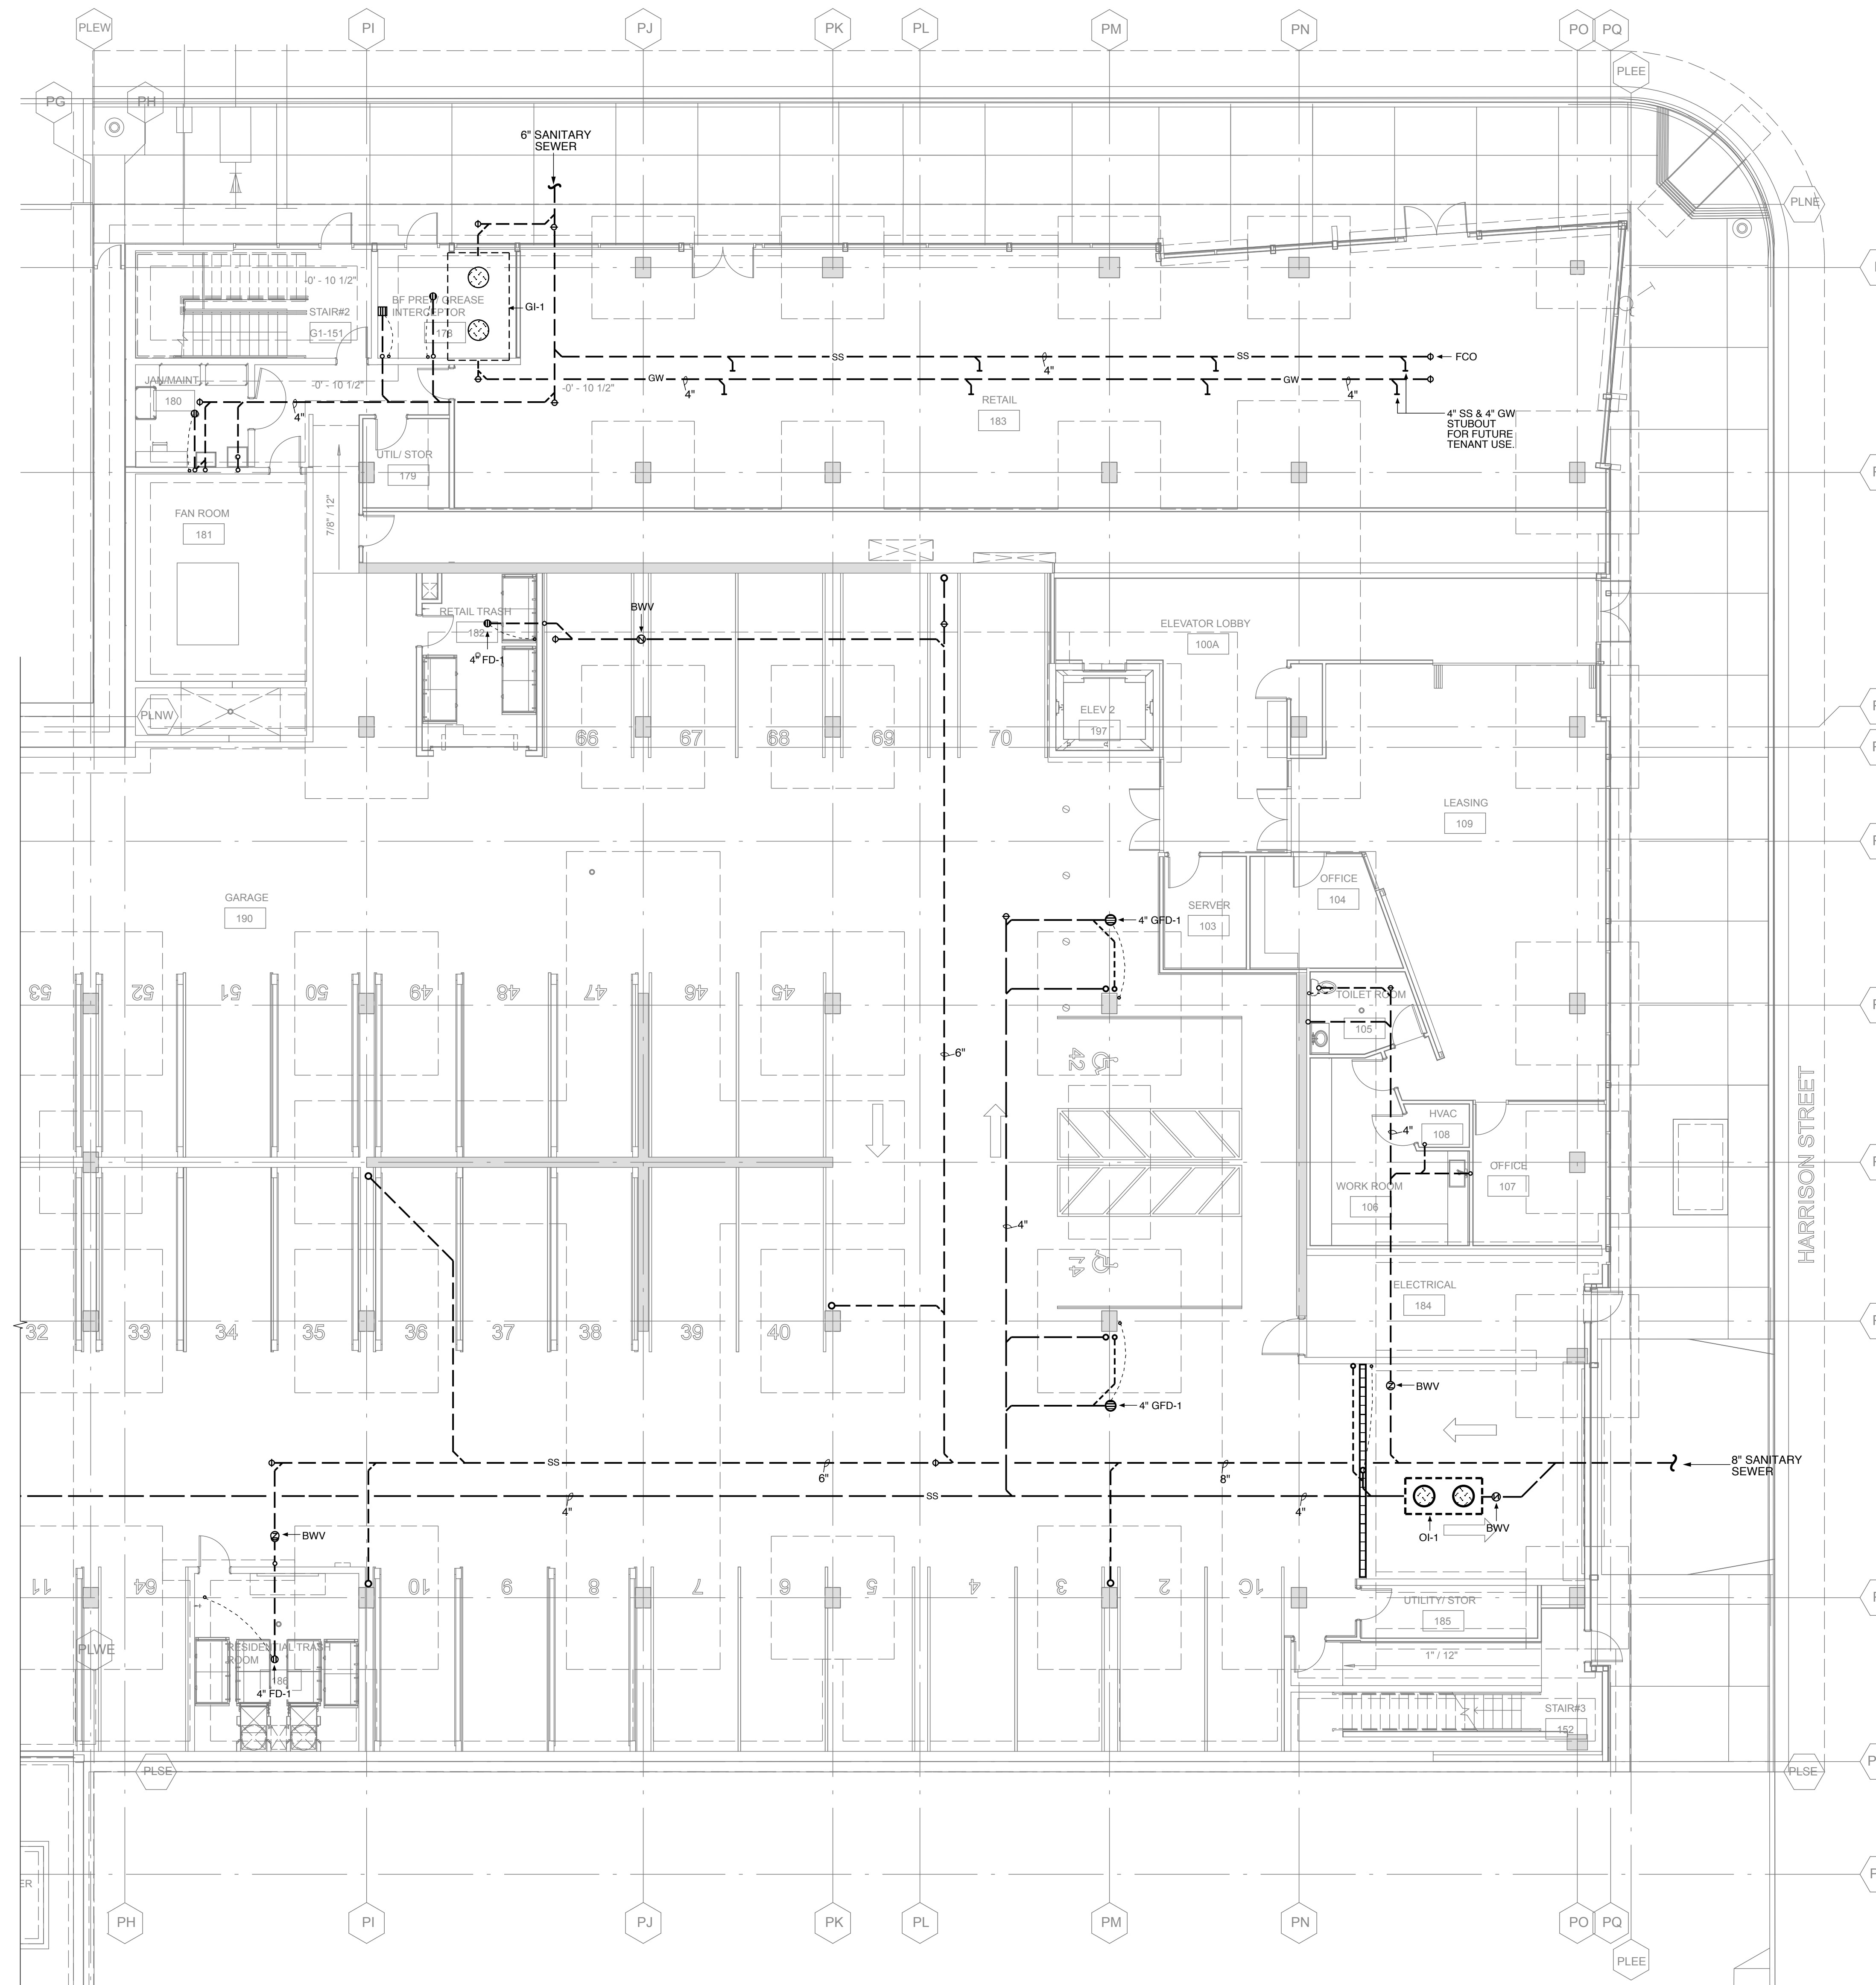 PLEW
PI
PJ
PK
PL
PM
PN
PO
PQ
PLEE
PG
PH
6" SANITARY
SEWER
PLNE
-0' - 10 1/2"
STAIR#2
G1-151
BF PREV/ GREASE
INTERCEPTOR
178
GI-1
SS
4"
SS
FCO
GW
4"
GW
4"
JAN/MAINT
180
-0' - 10 1/2"
-0' - 10 1/2"
4"
RETAIL
183
4" SS & 4" GW
STUBOUT
FOR FUTURE
TENANT USE.
UTIL/ STOR
179
7/8" / 12"
FAN ROOM
181
RETAIL TRASH
182
4" FD-1
BWV
ELEVATOR LOBBY
100A
PLNW
ELEV 2
197
66
67
68
69
70
LEASING
109
GARAGE
190
OFFICE
104
SERVER
103
4" GFD-1
53
52
51
50
49
48
47
46
45
TOILET ROOM
105
42
6"
HARRISON STREET
4"
HVAC
108
OFFICE
107
WORK ROOM
106
4"
41
ELECTRICAL
184
32
33
34
35
36
37
38
39
40
BWV
4" GFD-1
SS
6"
8"
8" SANITARY
SEWER
4"
SS
4"
BWV
OI-1
BWV
11
64
10
9
8
7
6
5
4
3
2
1C
UTILITY/ STOR
185
PLWE
RESIDENTIAL TRASH
ROOM
186
4" FD-1
1" / 12"
STAIR#3
152
PLSE
PLSE
ER
PH
PI
PJ
PK
PL
PM
PN
PO
PQ
PLEE